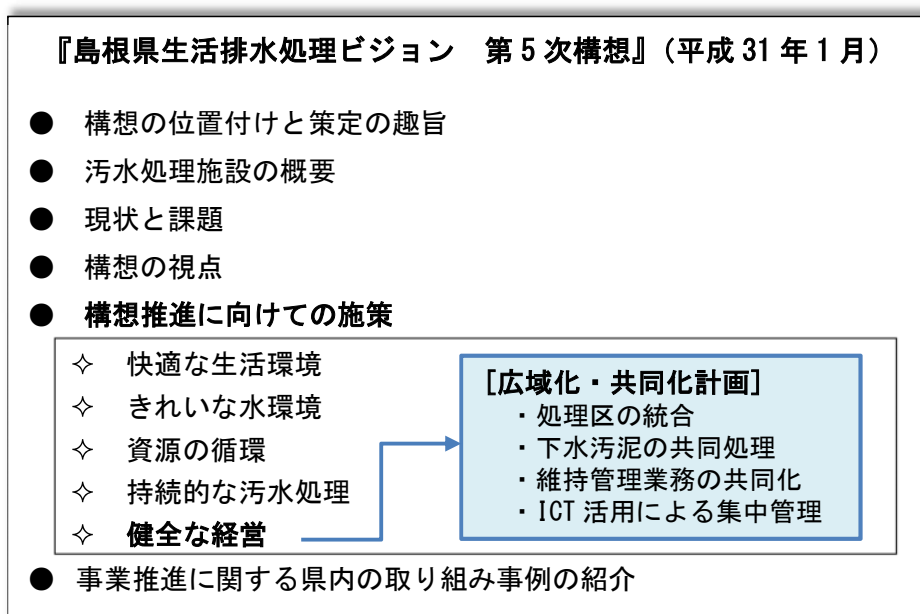 『島根県生活排水処理ビジョン　第5次構想』（平成31年1月）
● 構想の位置付けと策定の趣旨
● 汚水処理施設の概要
● 現状と課題
● 構想の視点
● 構想推進に向けての施策
✧ 快適な生活環境
✧ きれいな水環境
✧ 資源の循環
✧ 持続的な汚水処理
✧ 健全な経営
[広域化・共同化計画]
・処理区の統合
・下水汚泥の共同処理
・維持管理業務の共同化
・ICT活用による集中管理
● 事業推進に関する県内の取り組み事例の紹介